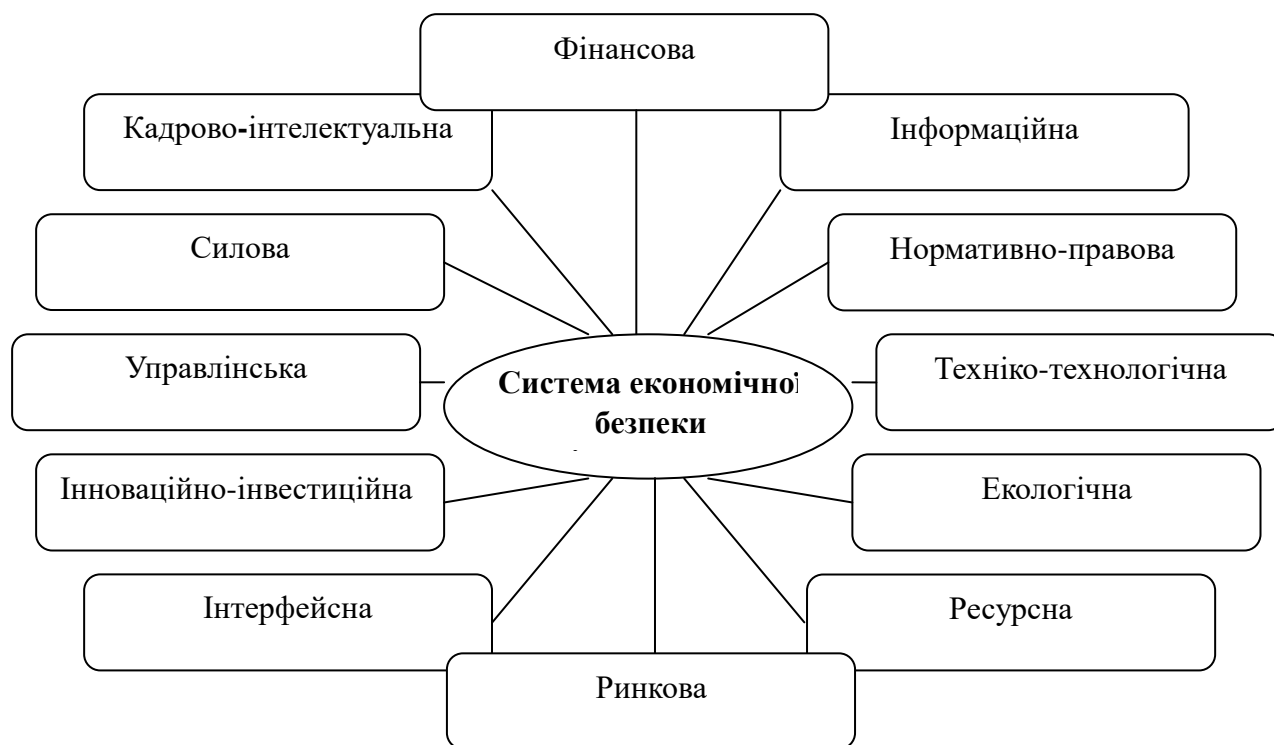 Фінансова
Кадрово-інтелектуальна
Інформаційна
Силова
Нормативно-правова
Управлінська
Система економічної
безпеки
Техніко-технологічна
Інноваційно-інвестиційна
Екологічна
Інтерфейсна
Ресурсна
Ринкова